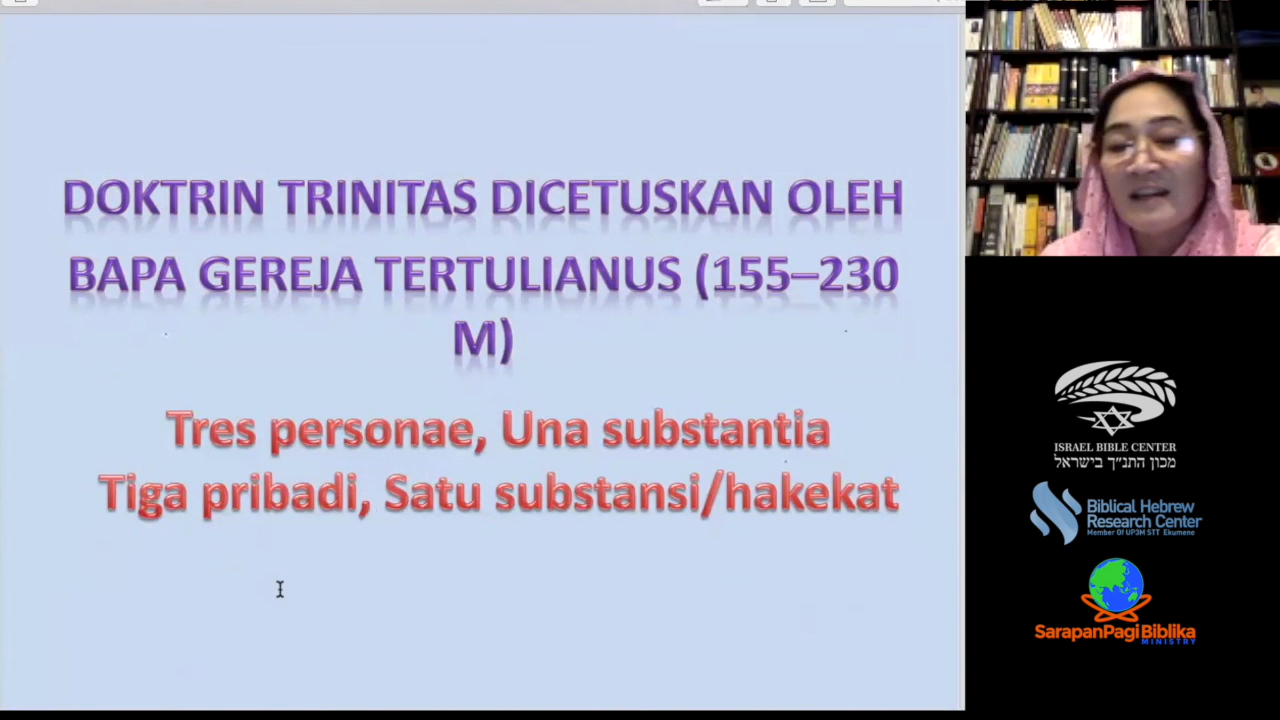 DOKTRIN TRINITAS DICETUSKAN OLEH
BAPA GEREJA TERTULIANUS (155–230
M)
Tres personae, Una substantia
Tiga pribadi, Satu substansi/hakekat
ISRAEL BIBLE CENTER
מכון התנ״ך בישראל
Biblical Hebrew
Research Center
Member Of UP3M STT Ekumene
SarapanPagi Biblika
MINISTRY